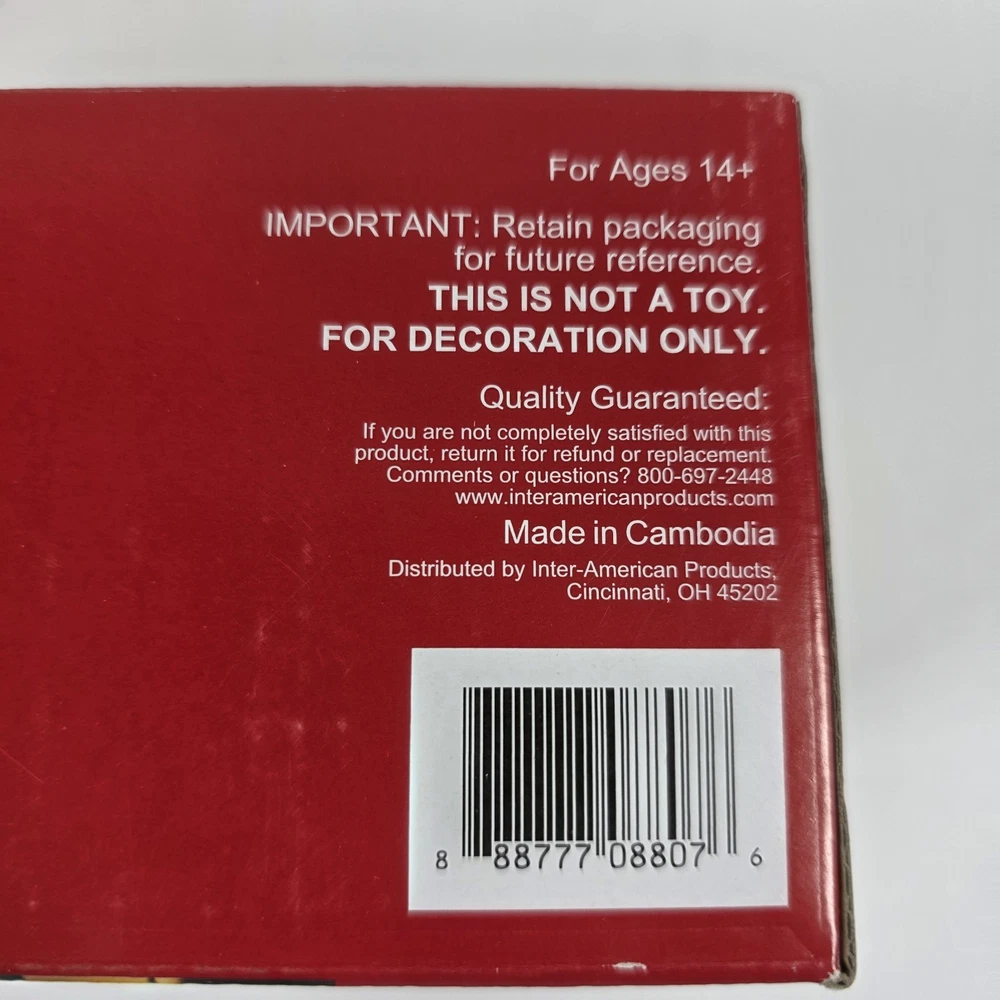 For Ages 14+
IMPORTANT: Retain packaging
for future reference.
THIS IS NOT A TOY.
FOR DECORATION ONLY.
Quality Guaranteed:
If you are not completely satisfied with this
product, return it for refund or replacement.
Comments or questions? 800-697-2448
www.interamericanproducts.com
Made in Cambodia
Distributed by Inter-American Products,
Cincinnati, OH 45202
8 88777 08807 6